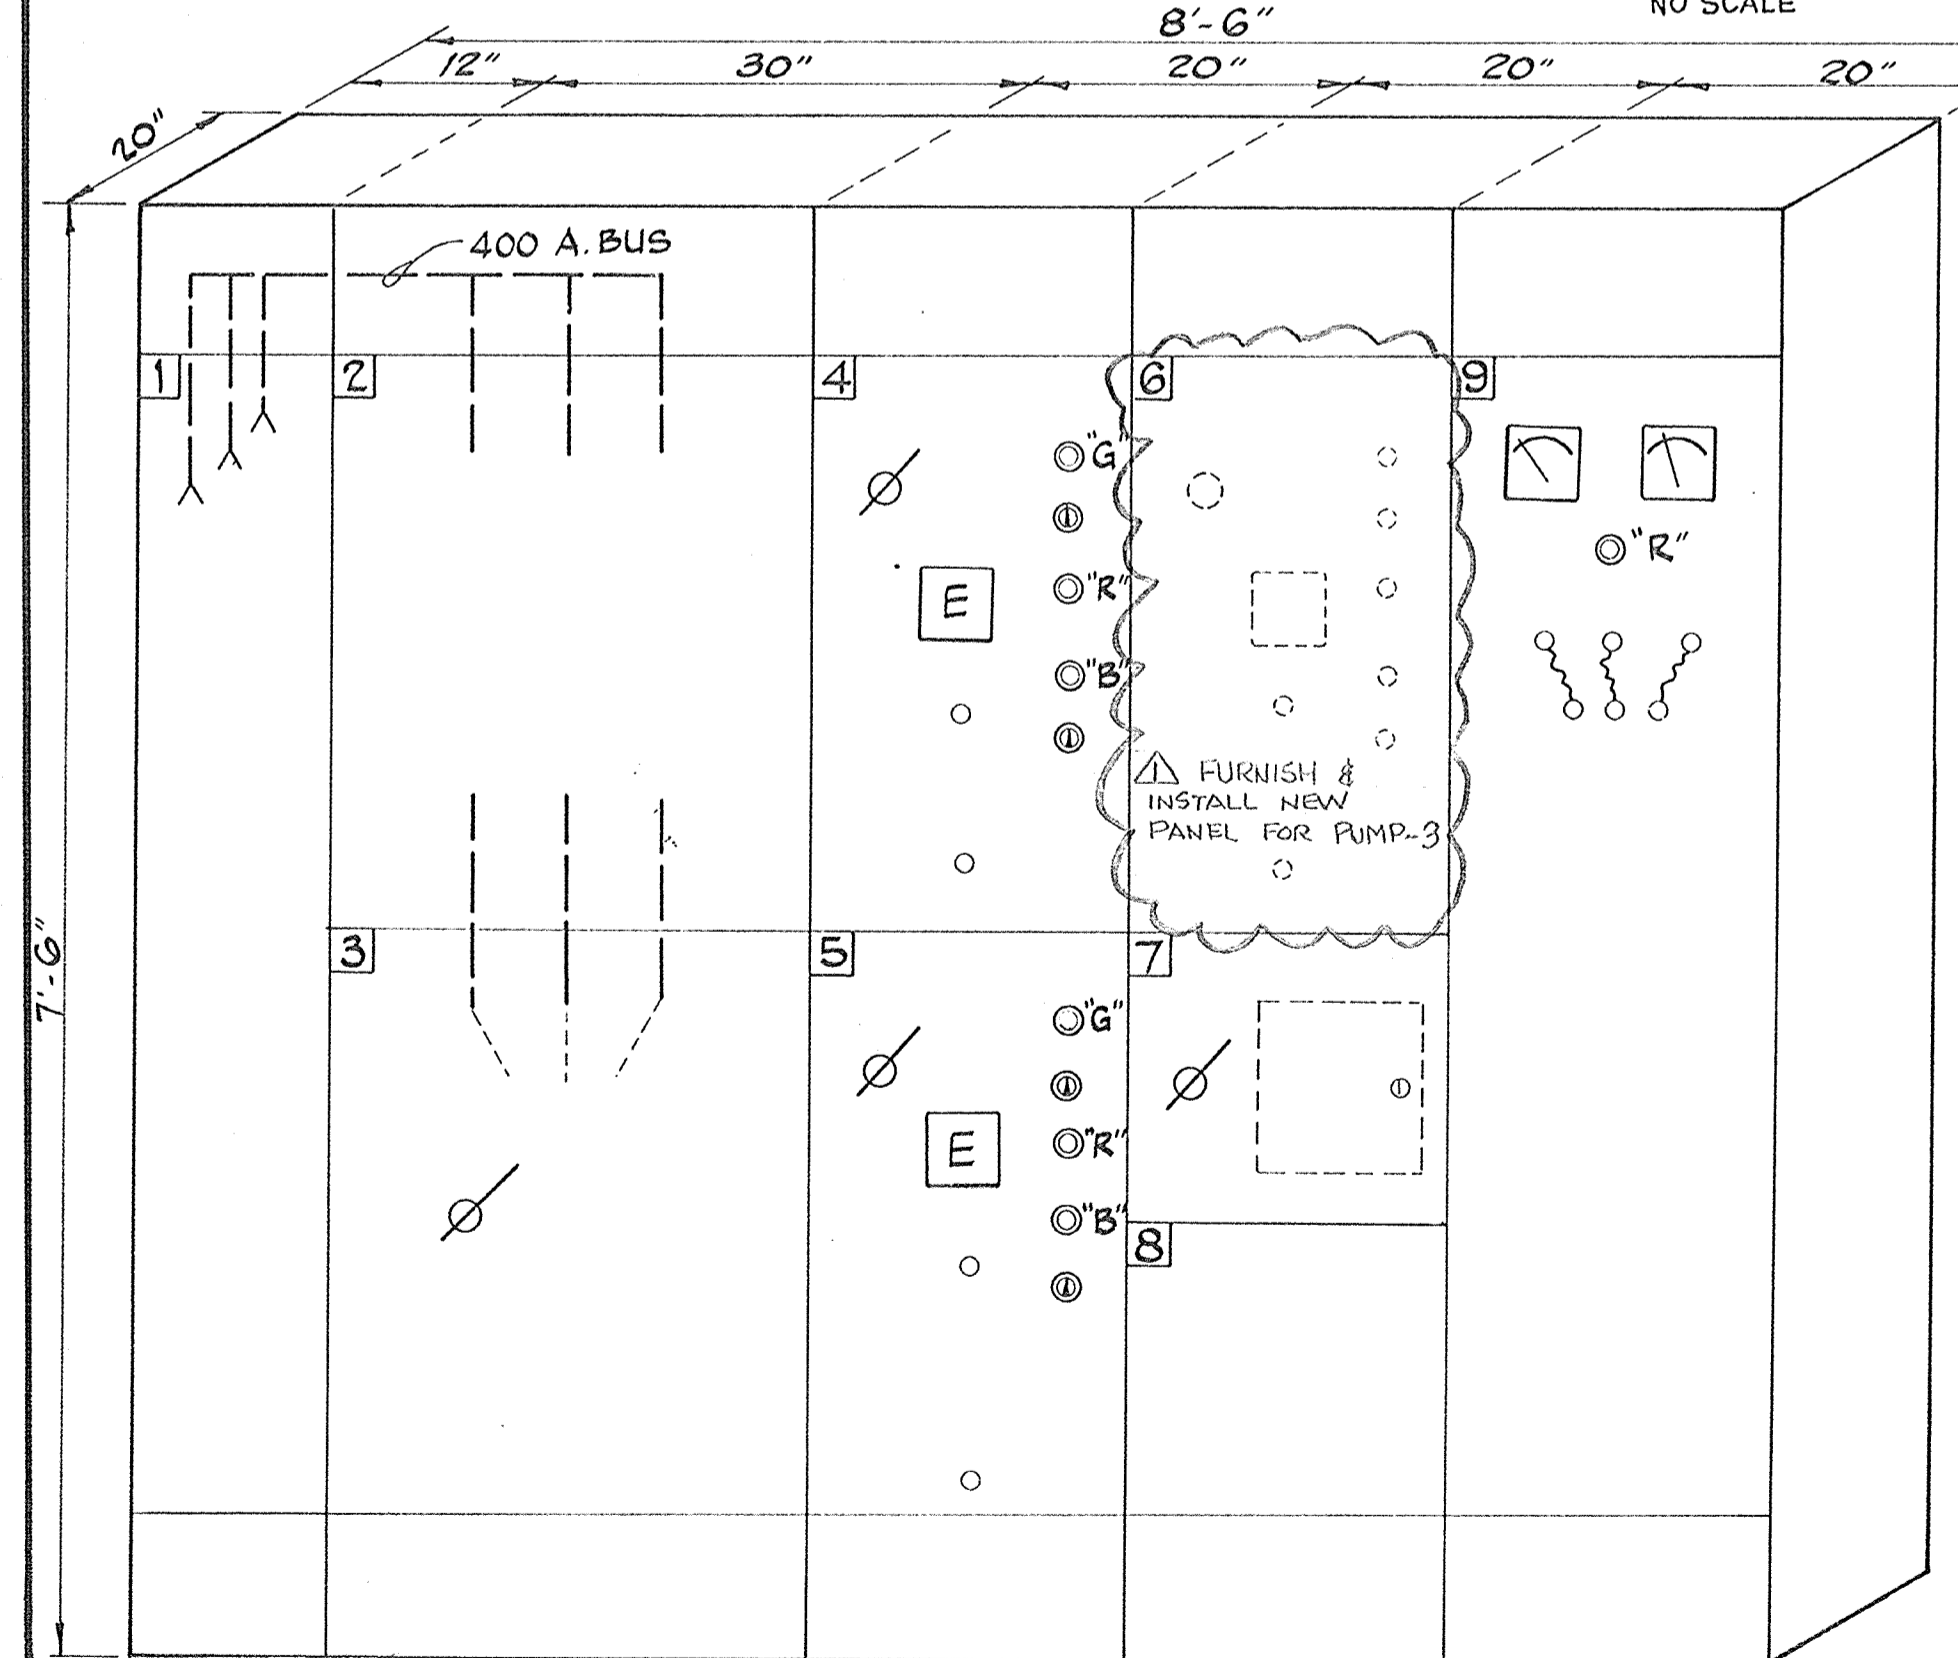 NO SCALE
8'-6"
12" 30" 20" 20" 20"
20"
400 A. BUS
1 2 4 6 9
"G"
"R"
E
"R"
"B"
1 FURNISH &
INSTALL NEW
PANEL FOR PUMP-3
7'-6"
3 5 7
"G"
E
"R"
"B"
8